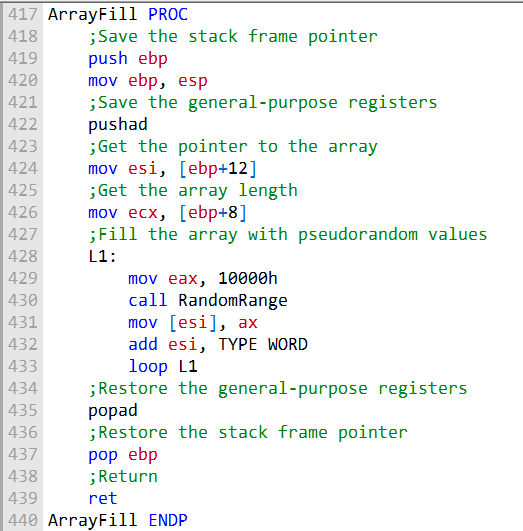 417 ArrayFill PROC
418 ;Save the stack frame pointer
419 push ebp
420 mov ebp, esp
421 ;Save the general-purpose registers
422 pushad
423 ;Get the pointer to the array
424 mov esi, [ebp+12]
425 ;Get the array length
426 mov ecx, [ebp+8]
427 ;Fill the array with pseudorandom values
428 L1:
429 mov eax, 10000h
430 call RandomRange
431 mov [esi], ax
432 add esi, TYPE WORD
433 loop L1
434 ;Restore the general-purpose registers
435 popad
436 ;Restore the stack frame pointer
437 pop ebp
438 ;Return
439 ret
440 ArrayFill ENDP